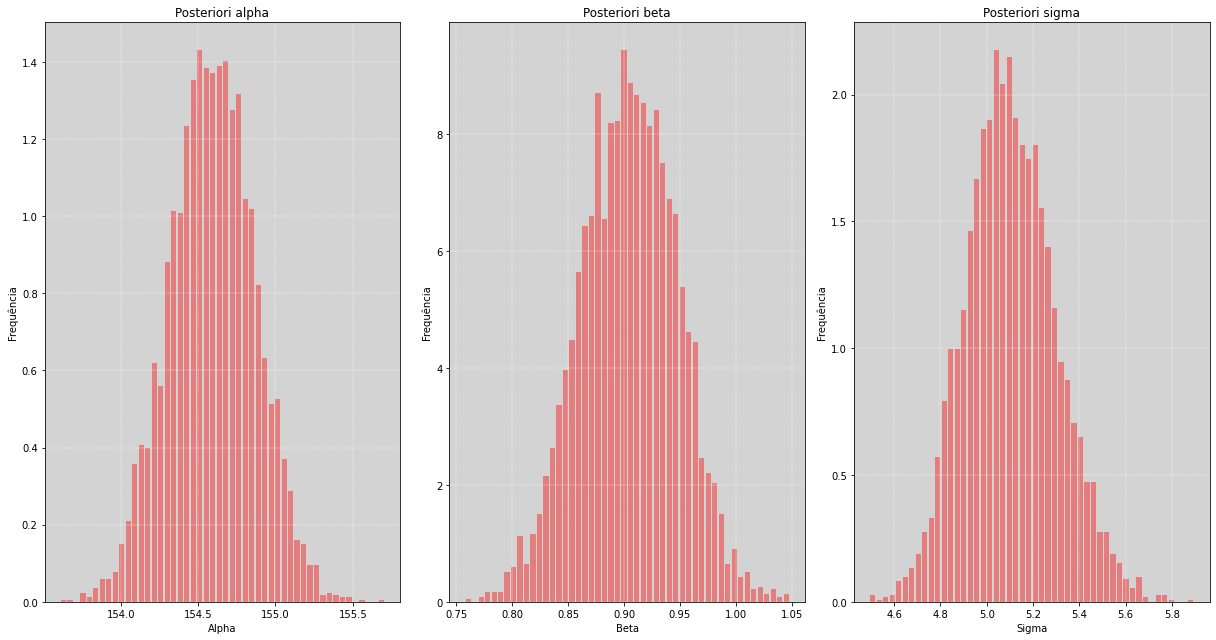 Posteriori alpha
Frequência
1.4
1.2
1.0
0.8
0.6
0.4
0.2
0.0
154.0 154.5 155.0 155.5
Alpha
Posteriori beta
Frequência
8
6
4
2
0
0.75 0.80 0.85 0.90 0.95 1.00 1.05
Beta
Posteriori sigma
Frequência
2.0
1.5
1.0
0.5
0.0
4.6 4.8 5.0 5.2 5.4 5.6 5.8
Sigma